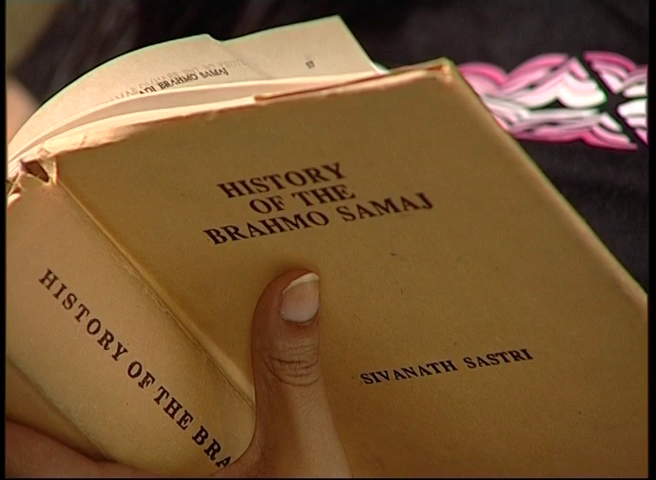 HISTORY
OF THE
BRAHMO SAMAJ
SIVANATH SASTRI
HISTORY OF THE BRA